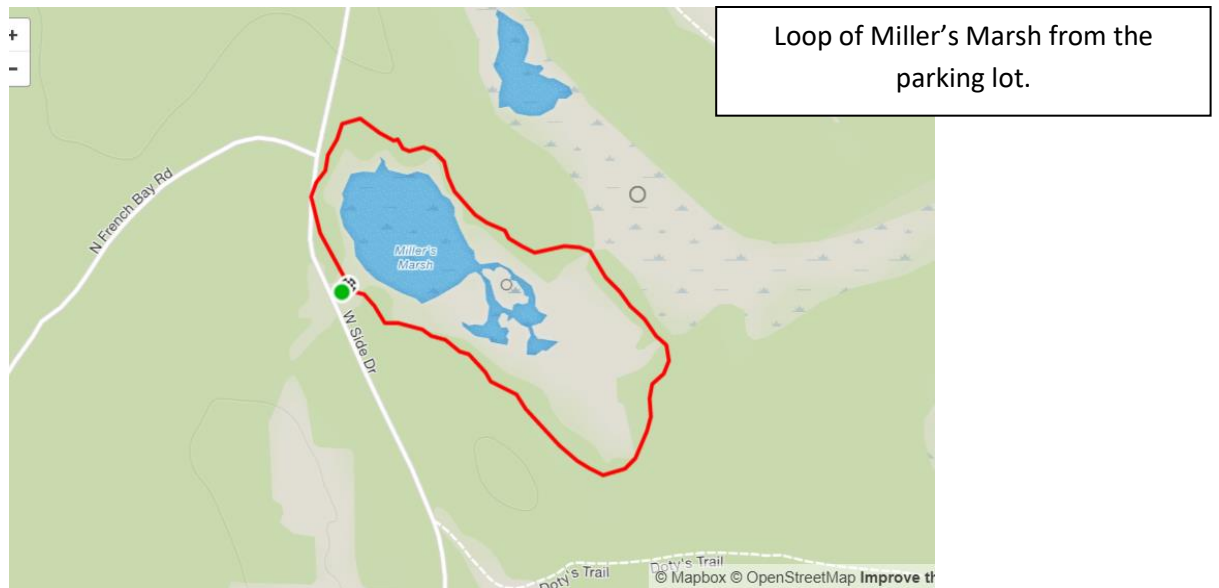 +
−
Loop of Miller’s Marsh from the
parking lot.
N French Bay Rd
Miller's
Marsh
W Side Dr
Doty's Trail
Doty's Trail
© Mapbox © OpenStreetMap Improve th